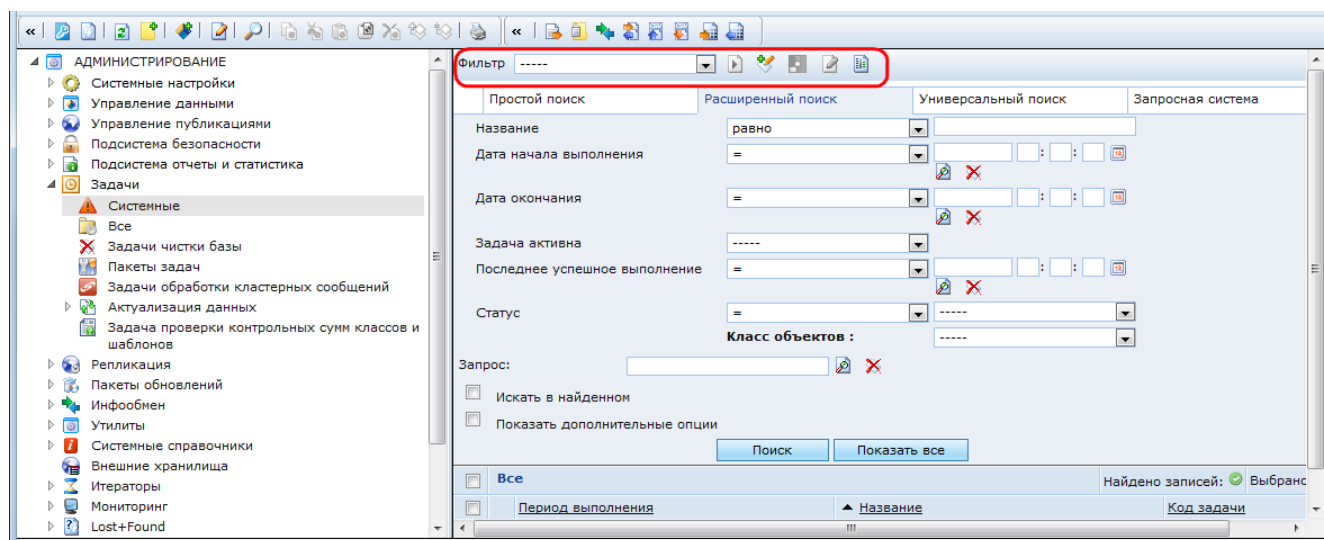 Фильтр -----
АДМИНИСТРИРОВАНИЕ
Системные настройки
Управление данными
Управление публикациями
Подсистема безопасности
Подсистема отчеты и статистика
Задачи
Системные
Все
Задачи чистки базы
Пакеты задач
Задачи обработки кластерных сообщений
Актуализация данных
Задача проверки контрольных сумм классов и
шаблонов
Репликация
Пакеты обновлений
Инфообмен
Утилиты
Системные справочники
Внешние хранилища
Итераторы
Мониторинг
Lost+Found
Простой поиск Расширенный поиск Универсальный поиск Запросная система
Название равно
Дата начала выполнения = : :
Дата окончания = : :
Задача активна -----
Последнее успешное выполнение = : :
Статус = -----
Класс объектов : -----
Запрос:
Искать в найденном
Показать дополнительные опции
Поиск Показать все
Все Найдено записей: Выбрано
Период выполнения Название Код задачи